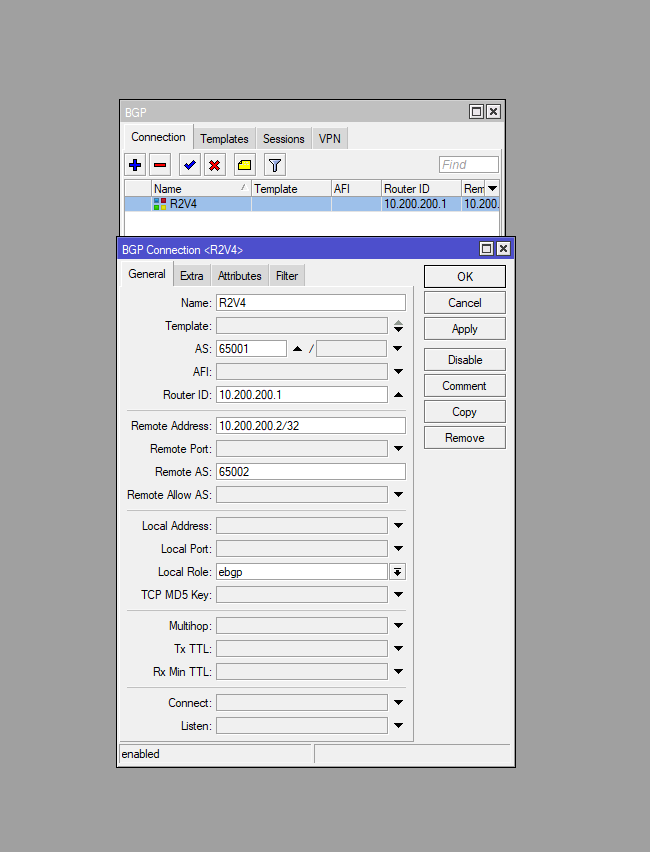 BGP
Connection Templates Sessions VPN
Find
Name Template AFI Router ID Rem
R2V4 10.200.200.1 10.200.
BGP Connection <R2V4>
General Extra Attributes Filter
Name: R2V4
Template:
AS: 65001 /
AFI:
Router ID: 10.200.200.1
Remote Address: 10.200.200.2/32
Remote Port:
Remote AS: 65002
Remote Allow AS:
Local Address:
Local Port:
Local Role: ebgp
TCP MD5 Key:
Multihop:
Tx TTL:
Rx Min TTL:
Connect:
Listen:
OK
Cancel
Apply
Disable
Comment
Copy
Remove
enabled